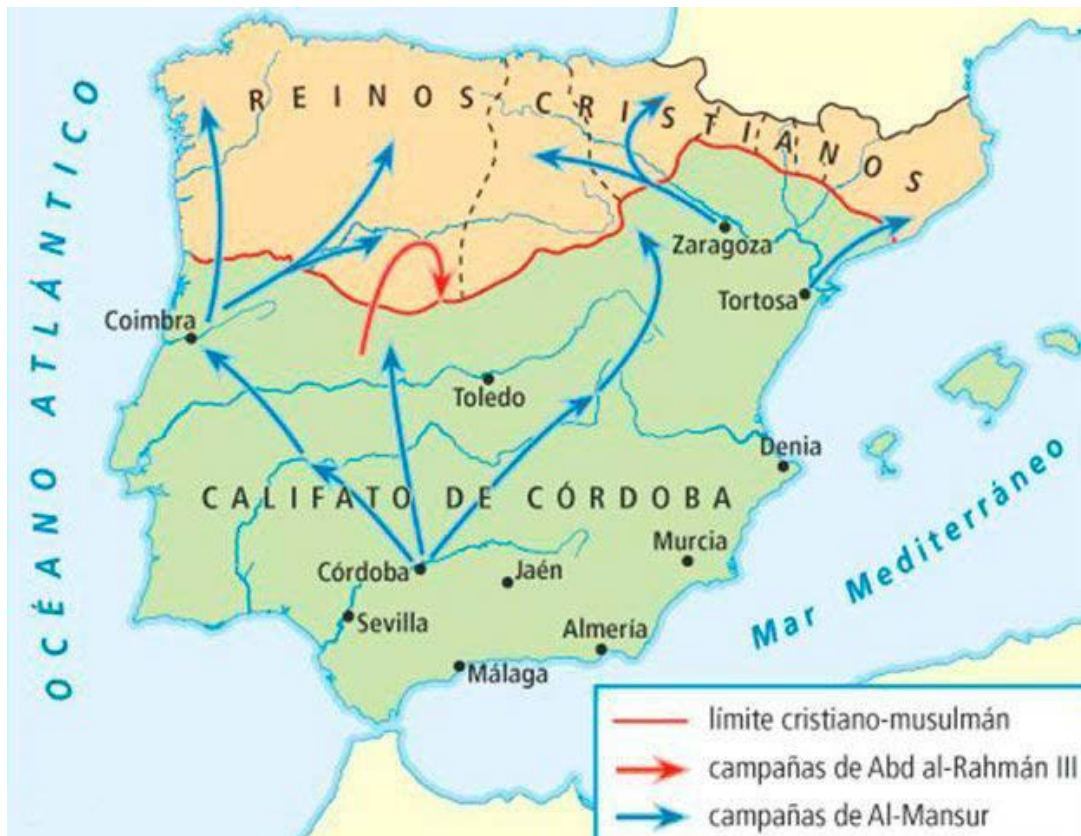 REINOS CRISTIANOS
OCÉANO ATLÁNTICO
Zaragoza
Tortosa
Coimbra
Toledo
Denia
CALIFATO DE CÓRDOBA
Murcia
Córdoba
Jaén
Sevilla
Almería
Málaga
Mar Mediterráneo
límite cristiano-musulmán
campañas de Abd al-Rahmán III
campañas de Al-Mansur